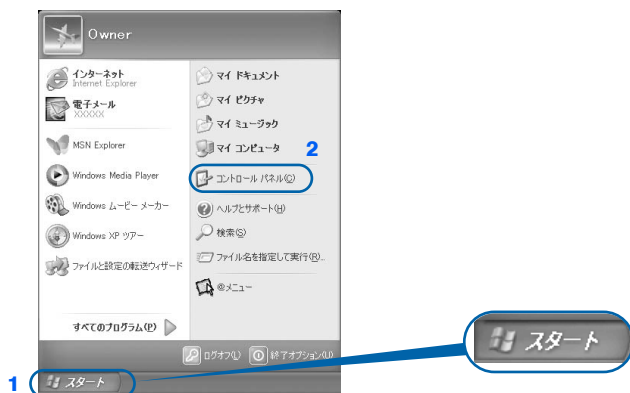 Owner
インターネット
Internet Explorer
電子メール
XXXXXX
MSN Explorer
Windows Media Player
Windows ムービー メーカー
Windows XP ツアー
ファイルと設定の転送ウィザード
すべてのプログラム(P)
マイ ドキュメント
マイ ピクチャ
マイ ミュージック
マイ コンピュータ
2
コントロール パネル(C)
ヘルプとサポート(H)
検索(S)
ファイル名を指定して実行(R)...
@メニュー
ログオフ(L)
終了オプション(U)
1
スタート
スタート